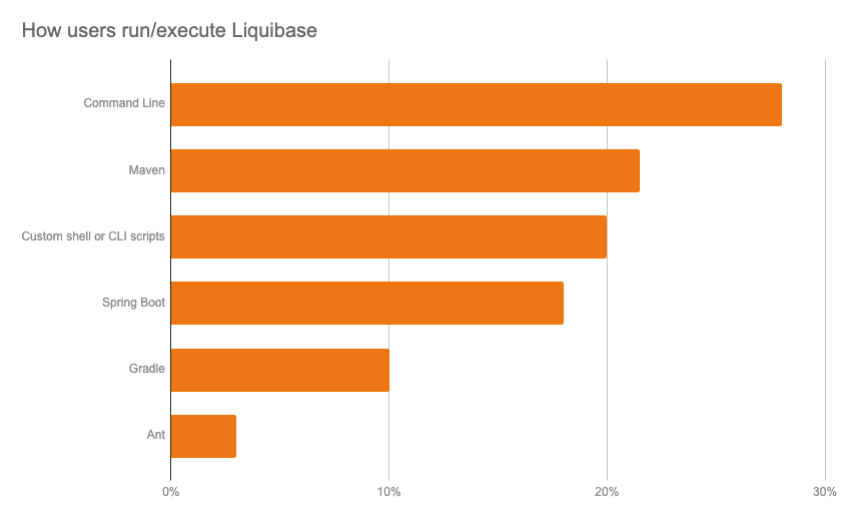 How users run/execute Liquibase
Command Line
Maven
Custom shell or CLI scripts
Spring Boot
Gradle
Ant
0%
10%
20%
30%